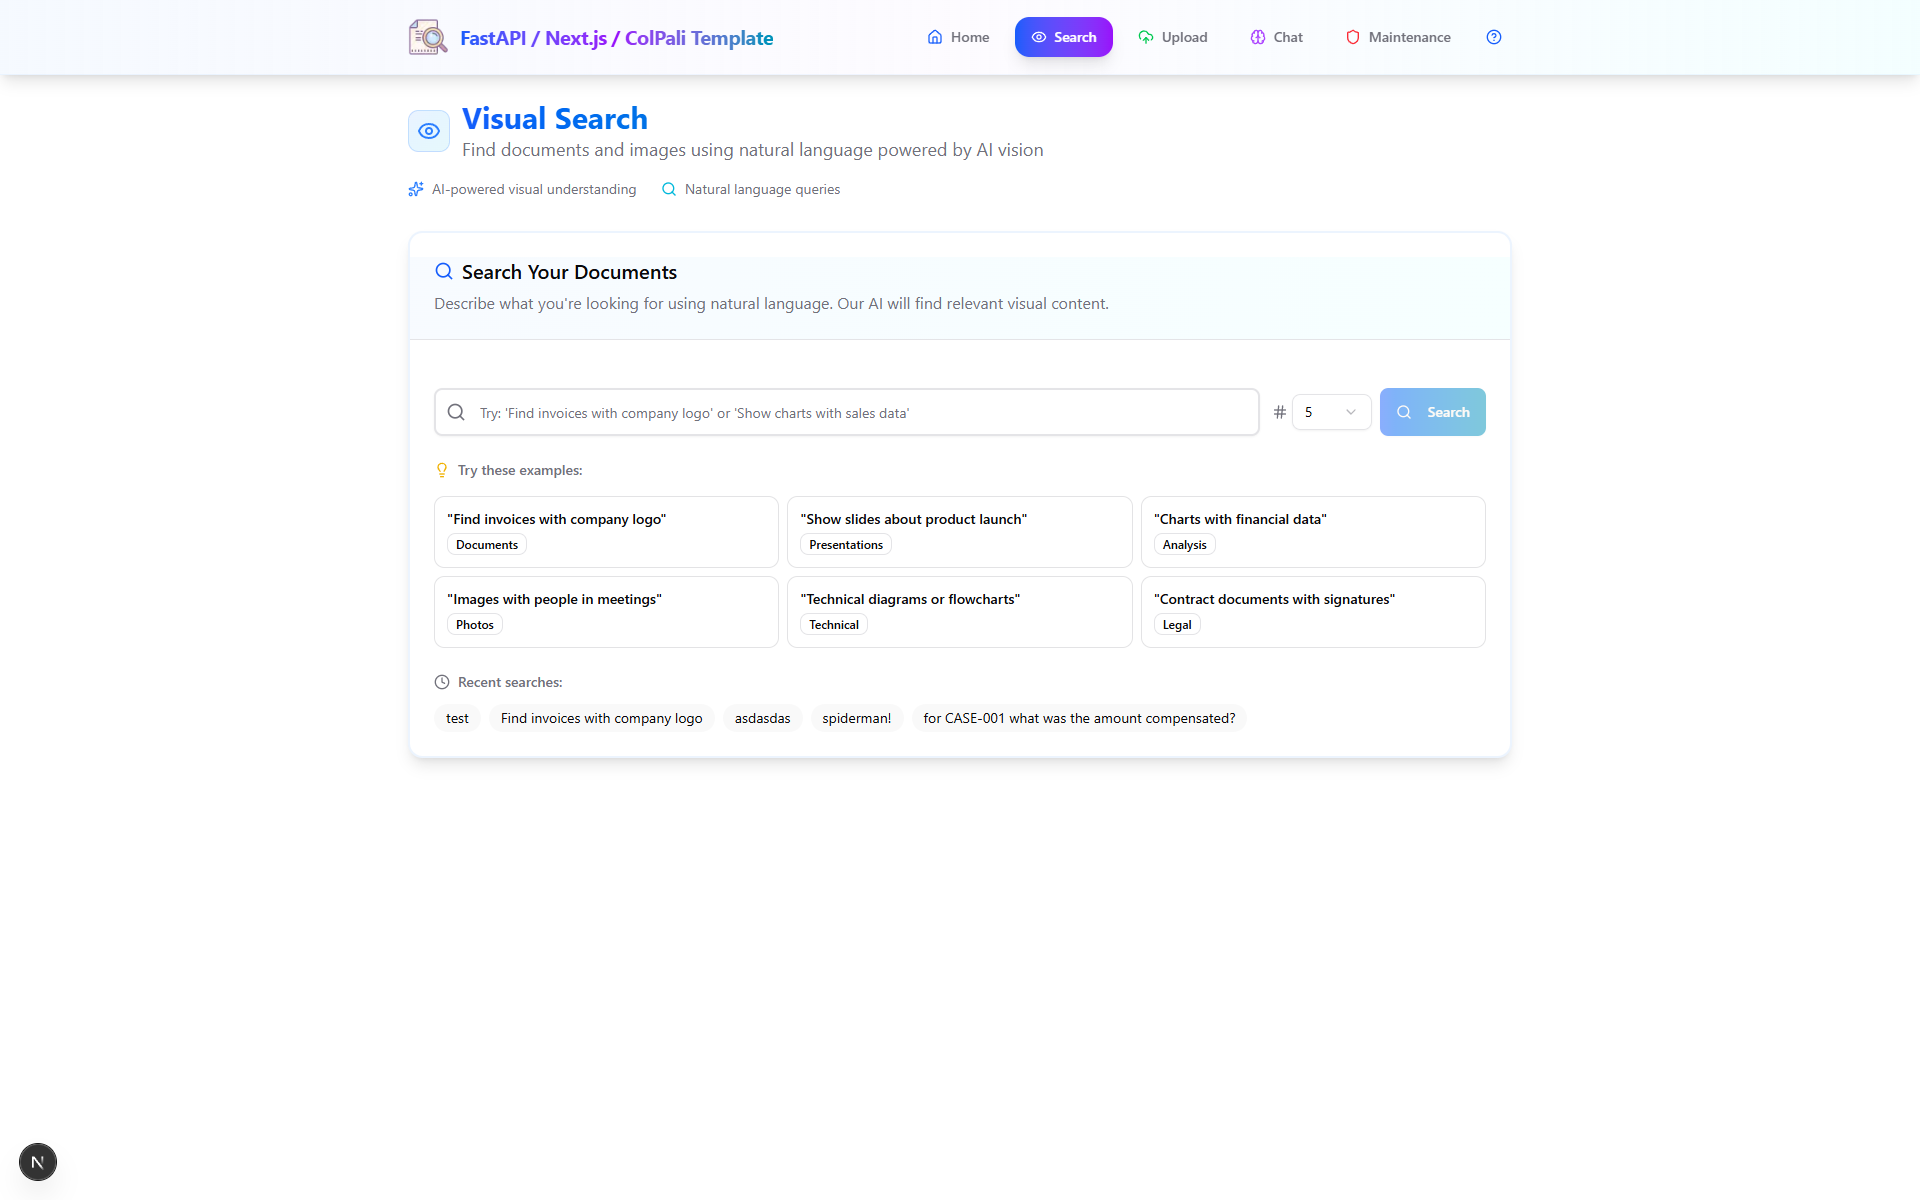 FastAPI / Next.js / ColPali Template
Home
Search
Upload
Chat
Maintenance
Visual Search
Find documents and images using natural language powered by AI vision
AI-powered visual understanding
Natural language queries
Search Your Documents
Describe what you're looking for using natural language. Our AI will find relevant visual content.
Try: 'Find invoices with company logo' or 'Show charts with sales data'
# 5
Search
Try these examples:
"Find invoices with company logo"
Documents
"Show slides about product launch"
Presentations
"Charts with financial data"
Analysis
"Images with people in meetings"
Photos
"Technical diagrams or flowcharts"
Technical
"Contract documents with signatures"
Legal
Recent searches:
test
Find invoices with company logo
asdasdas
spiderman!
for CASE-001 what was the amount compensated?
N